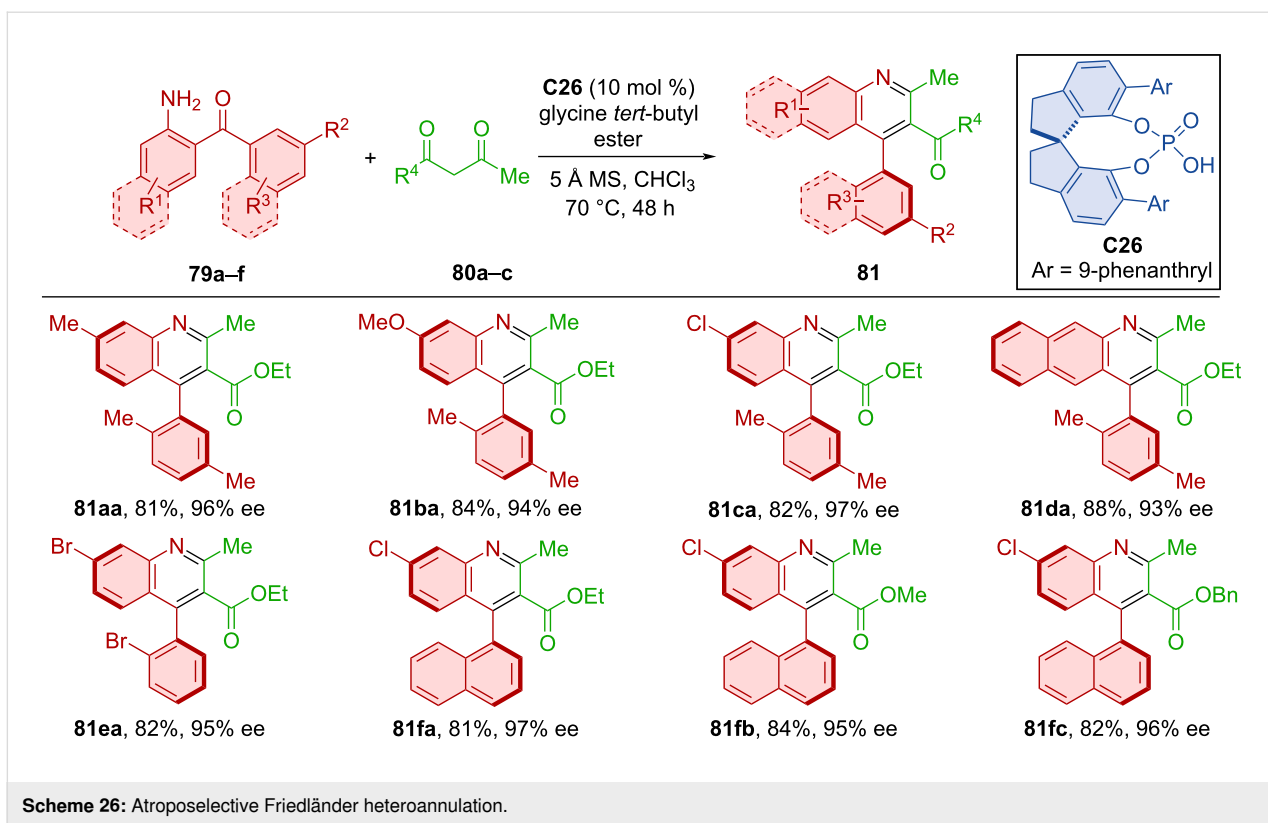 NH₂
O
R²
R¹
R³
79a–f
+
O O
R⁴ Me
80a–c
C26 (10 mol %)
glycine tert-butyl
ester
5 Å MS, CHCl₃
70 °C, 48 h
N Me
R¹
R⁴
O
R³
R²
81
Ar
O
O
P
OH
O
Ar
C26
Ar = 9-phenanthryl
Me N Me
OEt
O
Me
Me
81aa, 81%, 96% ee
MeO N Me
OEt
O
Me
Me
81ba, 84%, 94% ee
Cl N Me
OEt
O
Me
Me
81ca, 82%, 97% ee
N Me
OEt
O
Me
Me
81da, 88%, 93% ee
Br N Me
OEt
O
Br
81ea, 82%, 95% ee
Cl N Me
OEt
O
81fa, 81%, 97% ee
Cl N Me
OMe
O
81fb, 84%, 95% ee
Cl N Me
OBn
O
81fc, 82%, 96% ee
Scheme 26: Atroposelective Friedländer heteroannulation.